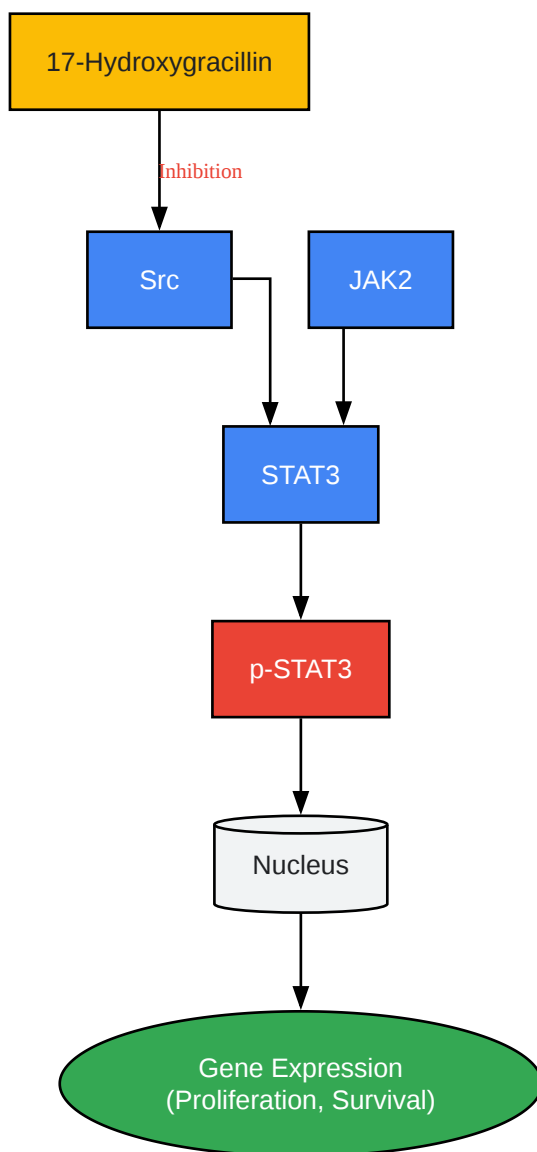 17-Hydroxygracillin
Inhibition
Src
JAK2
STAT3
p-STAT3
Nucleus
Gene Expression
(Proliferation, Survival)